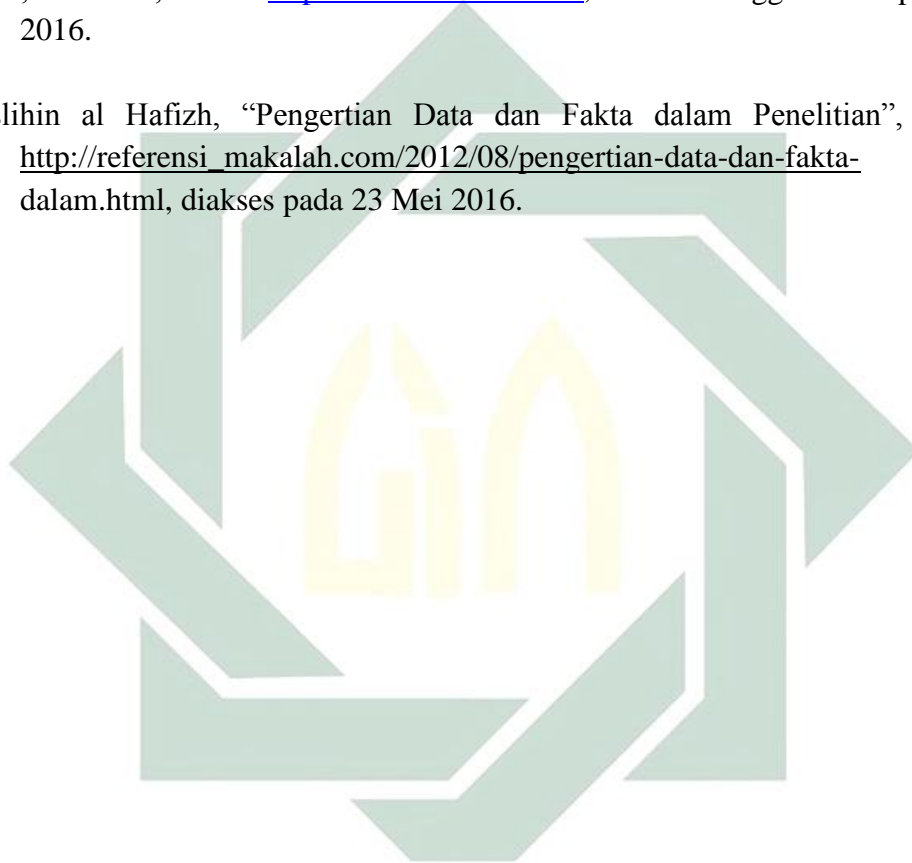 2016.
al Hafizh, “Pengertian Data dan Fakta dalam Penelitian”,
http://referensi_makalah.com/2012/08/pengertian-data-dan-fakta-
dalam.html, diakses pada 23 Mei 2016.